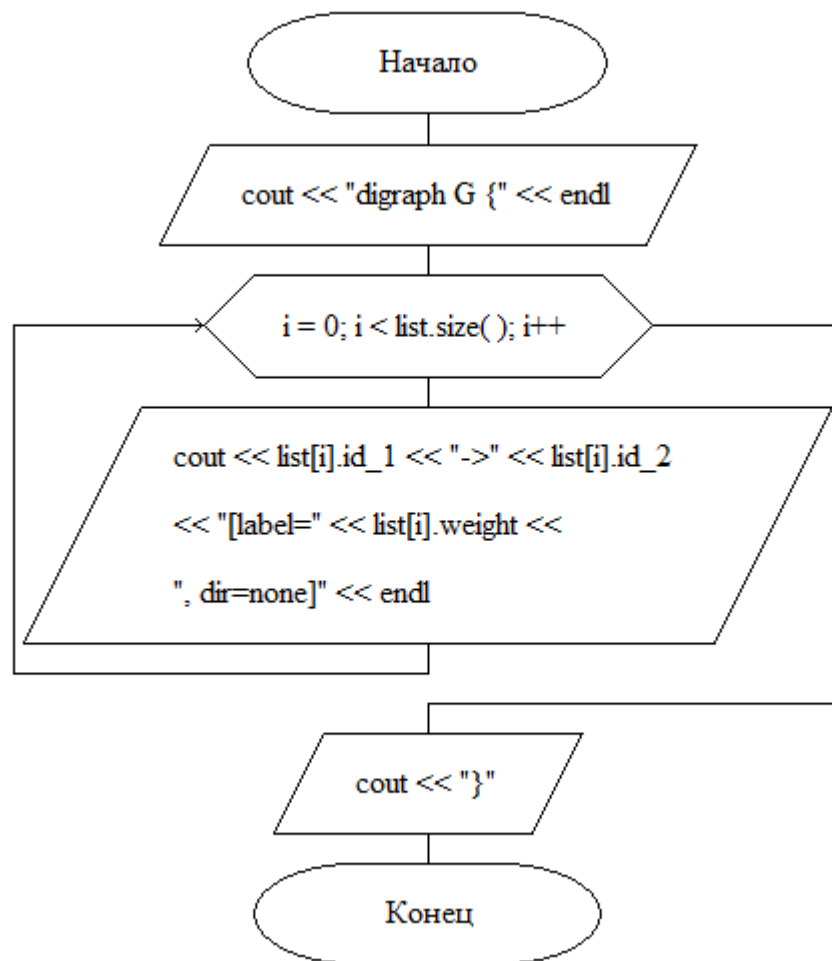 Начало
cout << "digraph G {" << endl
i = 0; i < list.size( ); i++
cout << list[i].id_1 << "->" << list[i].id_2
<< "[label=" << list[i].weight <<
", dir=none]" << endl
cout << "}"
Конец